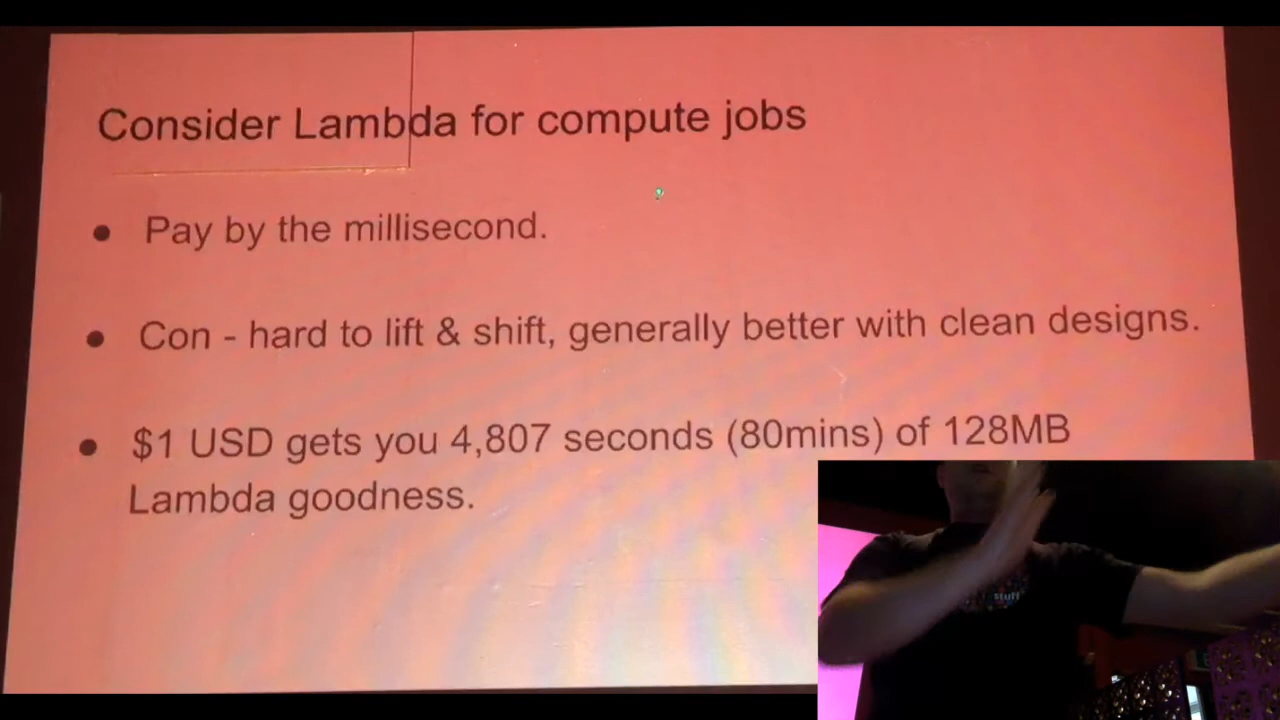 Consider Lambda for compute jobs
● Pay by the millisecond.
● Con - hard to lift & shift, generally better with clean designs.
● $1 USD gets you 4,807 seconds (80mins) of 128MB
Lambda goodness.
stuff